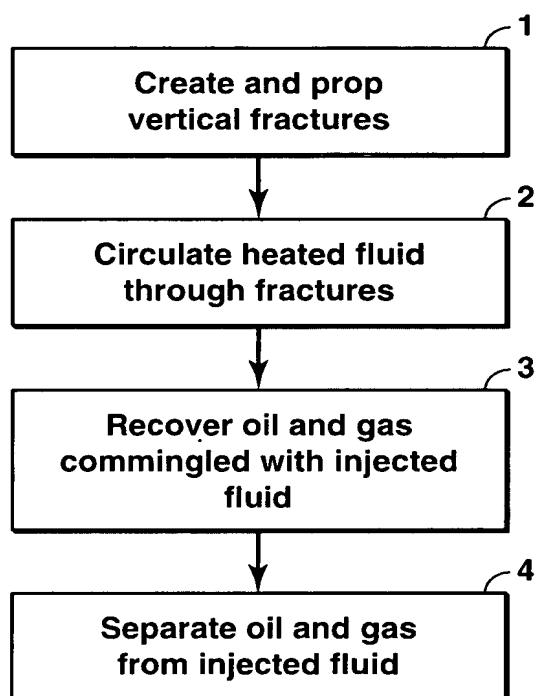 1
Create and prop
vertical fractures
2
Circulate heated fluid
through fractures
3
Recover oil and gas
commingled with injected
fluid
4
Separate oil and gas
from injected fluid